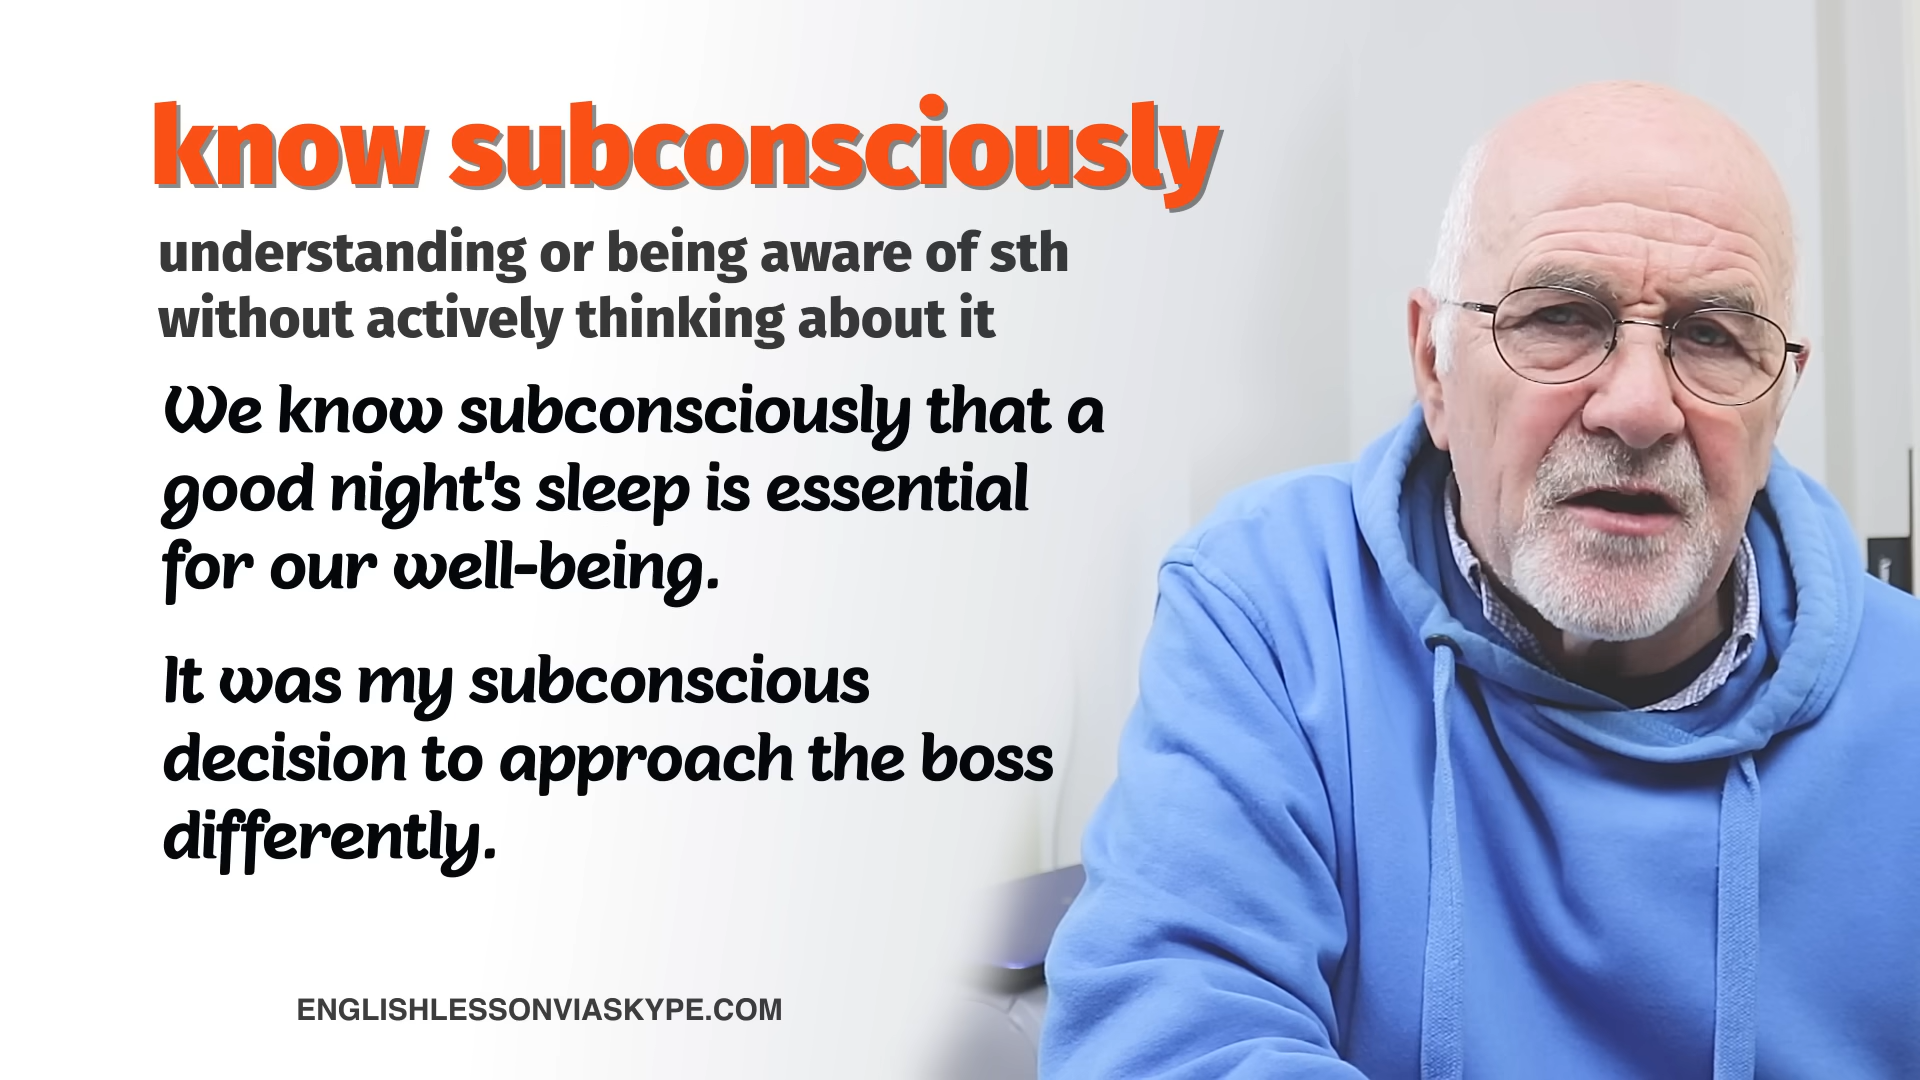 know subconsciously
understanding or being aware of sth
without actively thinking about it
We know subconsciously that a
good night's sleep is essential
for our well-being.
It was my subconscious
decision to approach the boss
differently.
ENGLISHLESSONVIASKYPE.COM